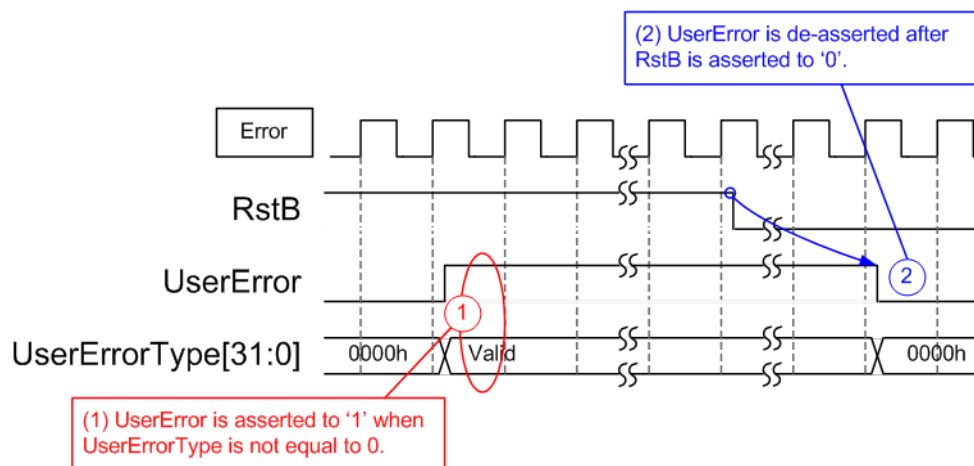 (2) UserError is de-asserted after
RstB is asserted to ‘0’.
Error
RstB
UserError
2
1
UserErrorType[31:0]
0000h
Valid
0000h
(1) UserError is asserted to ‘1’ when
UserErrorType is not equal to 0.